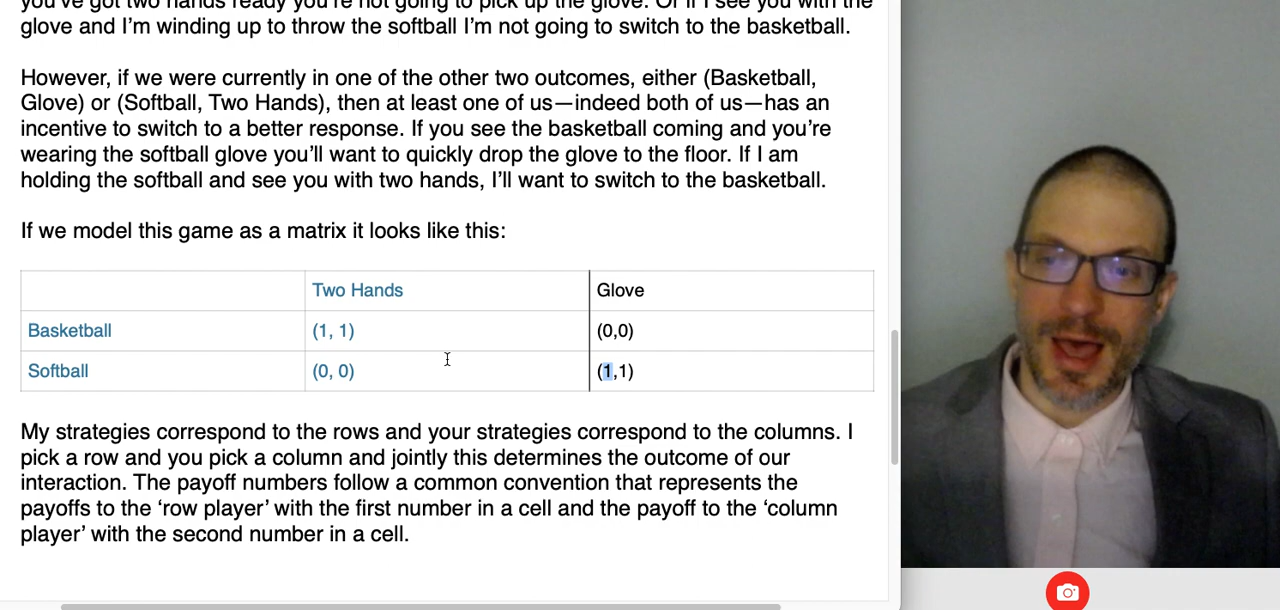 you've got two hands ready you're not going to pick up the glove. Or if I see you with the
glove and I'm winding up to throw the softball I'm not going to switch to the basketball.
However, if we were currently in one of the other two outcomes, either (Basketball,
Glove) or (Softball, Two Hands), then at least one of us—indeed both of us—has an
incentive to switch to a better response. If you see the basketball coming and you're
wearing the softball glove you'll want to quickly drop the glove to the floor. If I am
holding the softball and see you with two hands, I'll want to switch to the basketball.
If we model this game as a matrix it looks like this:
Two Hands Glove
Basketball (1, 1) (0,0)
Softball (0, 0) (1,1)
My strategies correspond to the rows and your strategies correspond to the columns. I
pick a row and you pick a column and jointly this determines the outcome of our
interaction. The payoff numbers follow a common convention that represents the
payoffs to the ‘row player’ with the first number in a cell and the payoff to the ‘column
player’ with the second number in a cell.